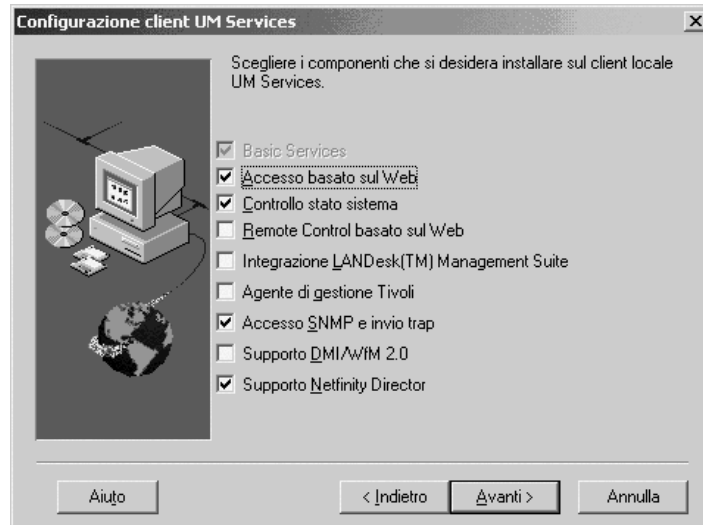 Configurazione client UM Services
Scegliere i componenti che si desidera installare sul client locale
UM Services.
Basic Services
Accesso basato sul Web
Controllo stato sistema
Remote Control basato sul Web
Integrazione LANDesk(TM) Management Suite
Agente di gestione Tivoli
Accesso SNMP e invio trap
Supporto DMI/WfM 2.0
Supporto Netfinity Director
Aiuto
< Indietro
Avanti >
Annulla